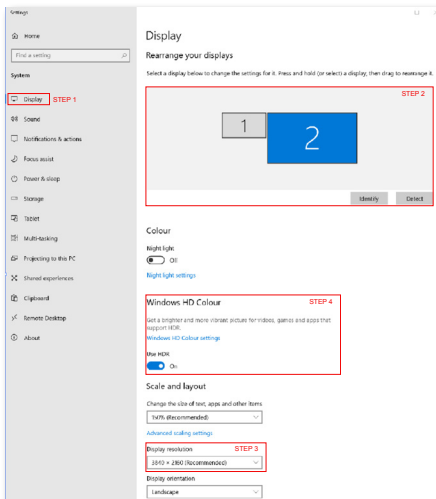 Settings
Home
Find a setting
System
Display
STEP 1
Sound
Notifications & actions
Focus assist
Power & sleep
Storage
Tablet
Multi-tasking
Projecting to this PC
Shared experiences
Clipboard
Remote Desktop
About
Display
Rearrange your displays
Select a display below to change the settings for it. Press and hold (or select) a display, then drag to rearrange it.
STEP 2
1
2
Identify
Detect
Colour
Night light
Off
Night light settings
Windows HD Colour
STEP 4
Get a brighter and more vibrant picture for videos, games and apps that
support HDR.
Windows HD Colour settings
Use HDR
On
Scale and layout
Change the size of text, apps and other items
150% (Recommended)
Advanced scaling settings
Display resolution
STEP 3
3840 × 2160 (Recommended)
Display orientation
Landscape